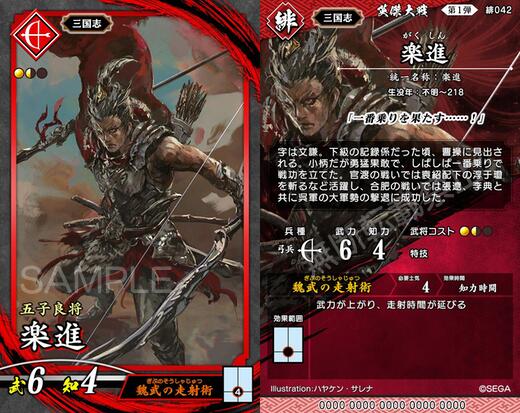 三国志
SAMPLE
五子良将
楽進
武6 知4
ぎぶのそうしゃじゅつ
魏武の走射術
4
緋
三国志
英傑大戦
第1弾
緋042
がくしん
楽進
統一名称：楽進
生没年：不明～218
「一番乗りを果たす……！」
字は文謙。下級の記録係だった頃、曹操に見出さ
れる。小柄だが勇猛果敢で、しばしば一番乗りで
戦功を立てた。官渡の戦いでは袁紹配下の淳于瓊
を斬るなど活躍し、合肥の戦いでは張遼、李典と
共に呉軍の大軍勢の撃退に成功した。
兵種 武力 知力 武将コスト
弓兵 6 4 特技
ぎぶのそうしゃじゅつ 必要士気 効果時間
魏武の走射術 4 知力時間
武力が上がり、走射時間が延びる
効果範囲
Illustration:ハヤケン・サレナ
©SEGA
0000 0000 0000 0000 0000